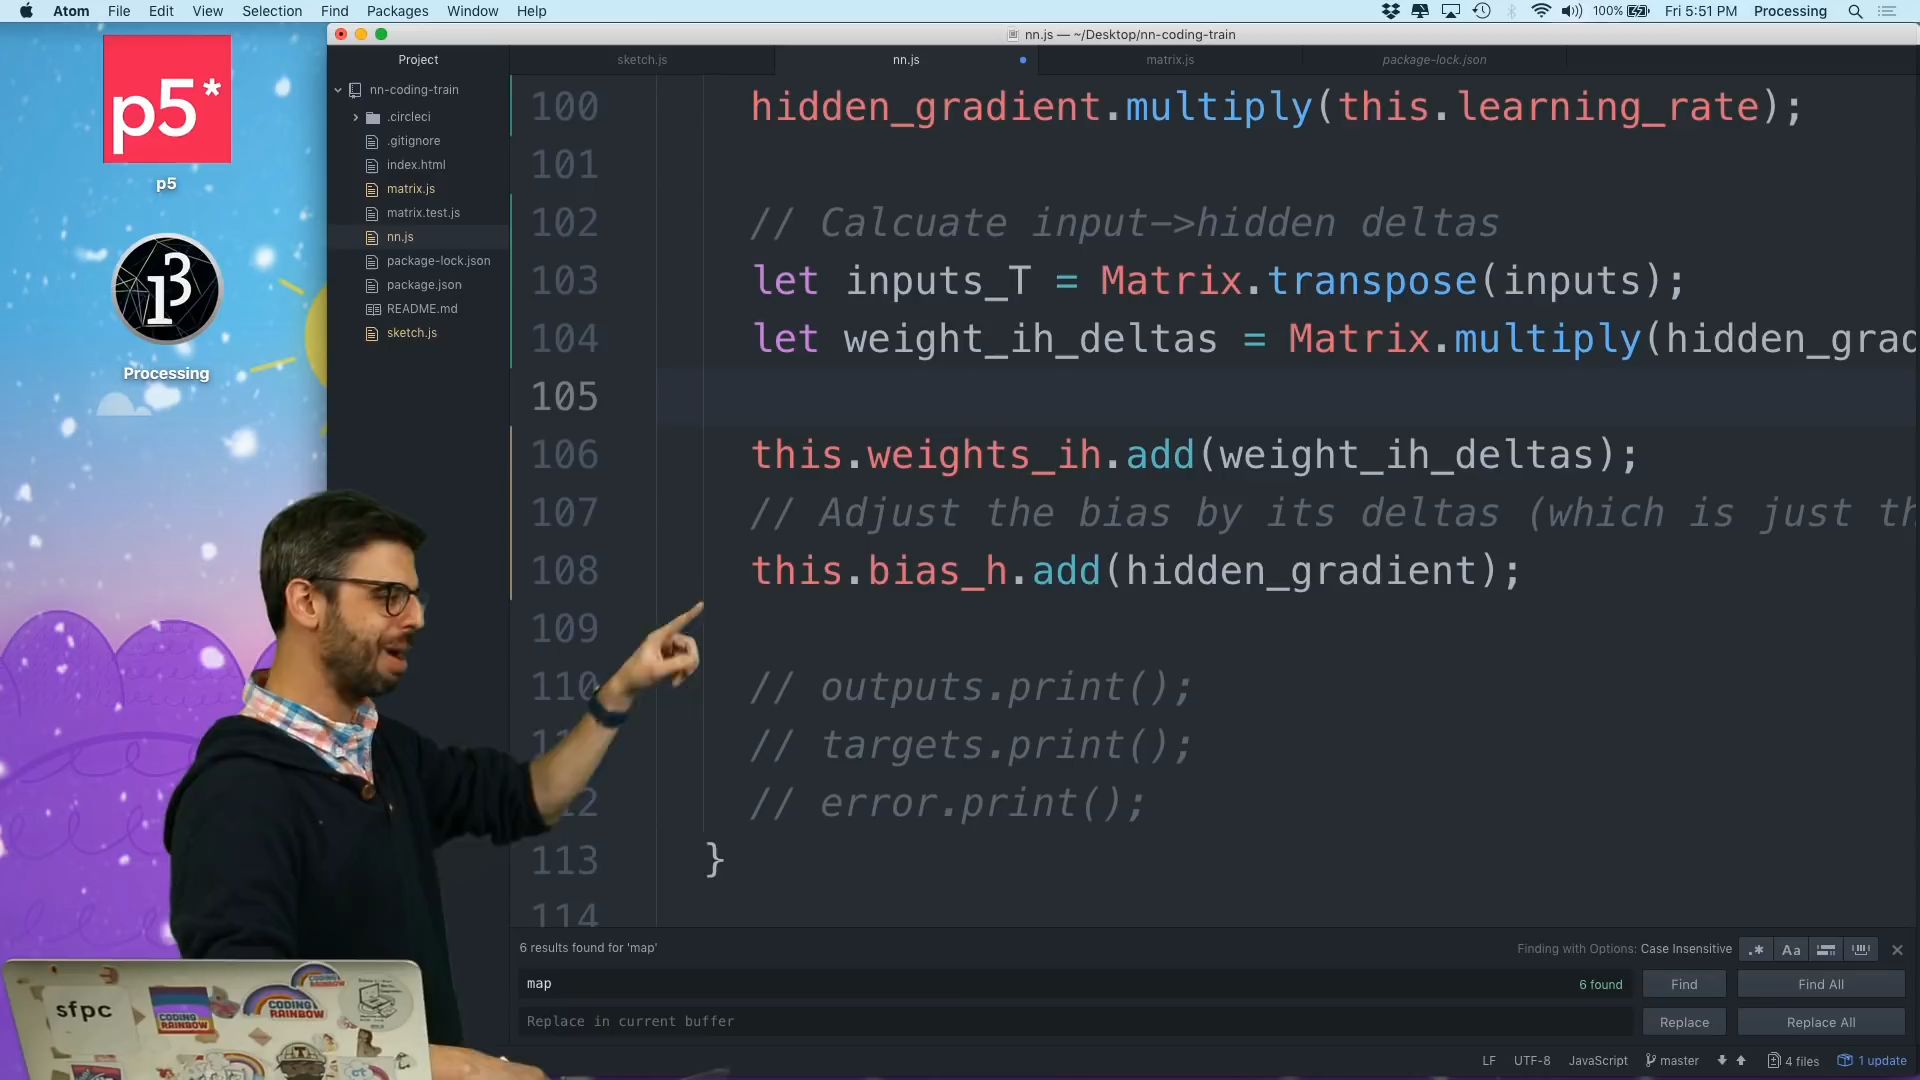 Atom File Edit View Selection Find Packages Window Help
100% Fri 5:51 PM Processing
nn.js — ~/Desktop/nn-coding-train
p5*
p5
Processing
Project
nn-coding-train
.circleci
.gitignore
index.html
matrix.js
matrix.test.js
nn.js
package-lock.json
package.json
README.md
sketch.js
sketch.js nn.js matrix.js package-lock.json
100 hidden_gradient.multiply(this.learning_rate);
101
102 // Calcuate input->hidden deltas
103 let inputs_T = Matrix.transpose(inputs);
104 let weight_ih_deltas = Matrix.multiply(hidden_grad
105
106 this.weights_ih.add(weight_ih_deltas);
107 // Adjust the bias by its deltas (which is just th
108 this.bias_h.add(hidden_gradient);
109
110 // outputs.print();
// targets.print();
// error.print();
113 }
114
6 results found for 'map'
Finding with Options: Case Insensitive .* Aa
map 6 found Find Find All
Replace in current buffer Replace Replace All
LF UTF-8 JavaScript master 4 files 1 update
sfpc
CODING RAINBOW
CODING RAINBOW